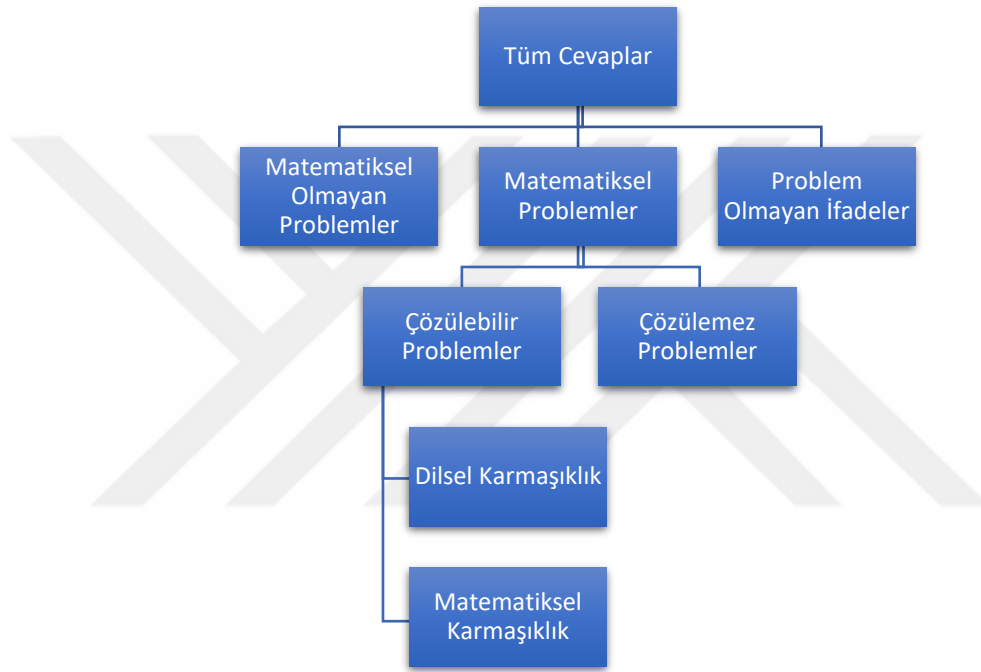 Tüm Cevaplar
Matematiksel
Olmayan
Problemler
Matematiksel
Problemler
Problem
Olmayan İfadeler
Çözülebilir
Problemler
Çözülemez
Problemler
Dilsel Karmaşıklık
Matematiksel
Karmaşıklık